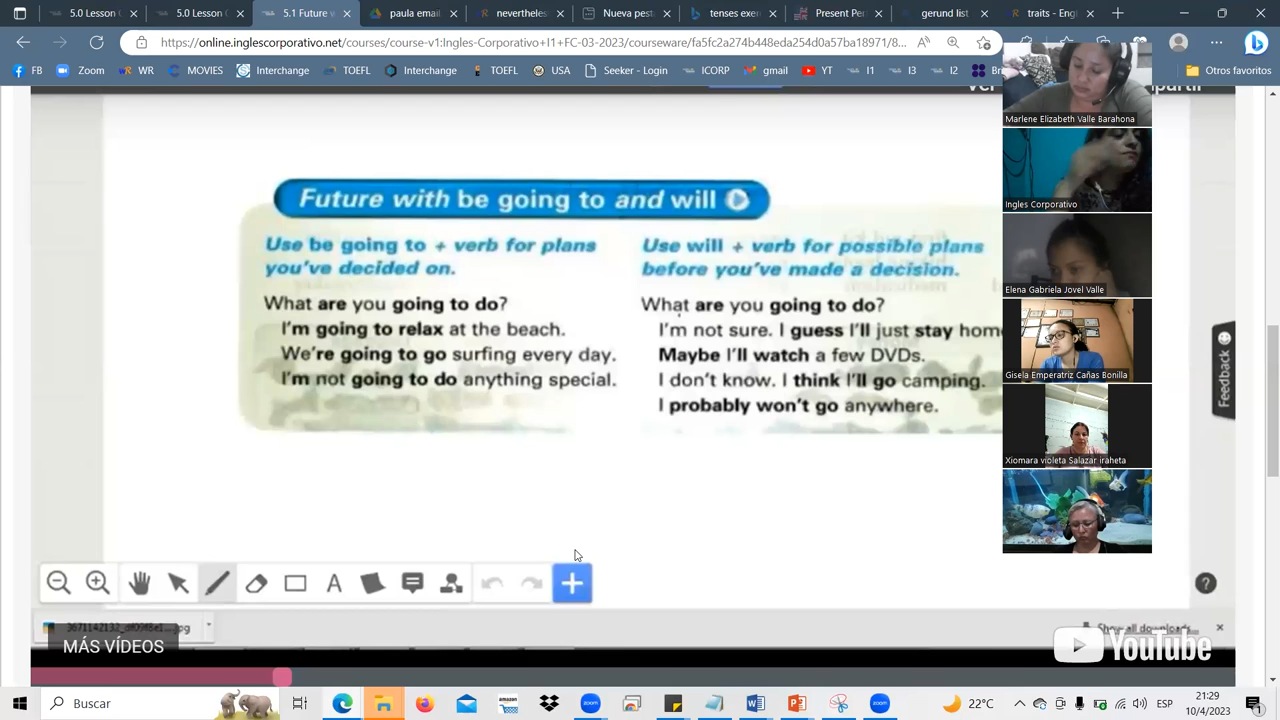 5.0 Lesson
5.0 Lesson
5.1 Future v
paula email
nevertheles
Nueva pest
tenses exer
Present Per
gerund list
traits - Eng
https://online.inglescorporativo.net/courses/course-v1:Ingles-Corporativo+I1+FC-03-2023/courseware/fa5fc2a274b448eda254d0a57ba18971/8...
FB
Zoom
WR
MOVIES
Interchange
TOEFL
Interchange
TOEFL
USA
Seeker - Login
ICORP
gmail
YT
I1
I3
I2
Otros favoritos
Marlene Elizabeth Valle Barahona
Ingles Corporativo
Elena Gabriela Jovel Valle
Gisela Emperatriz Cañas Bonilla
Xiomara violeta Salazar iraheta
Future with be going to and will
Use be going to + verb for plans
you've decided on.
What are you going to do?
I'm going to relax at the beach.
We're going to go surfing every day.
I'm not going to do anything special.
Use will + verb for possible plans
before you've made a decision.
What are you going to do?
I'm not sure. I guess I'll just stay hom
Maybe I'll watch a few DVDs.
I don't know. I think I'll go camping.
I probably won't go anywhere.
Feedback
Show all downloads...
MÁS VÍDEOS
YouTube
Buscar
22°C
ESP
21:29
10/4/2023